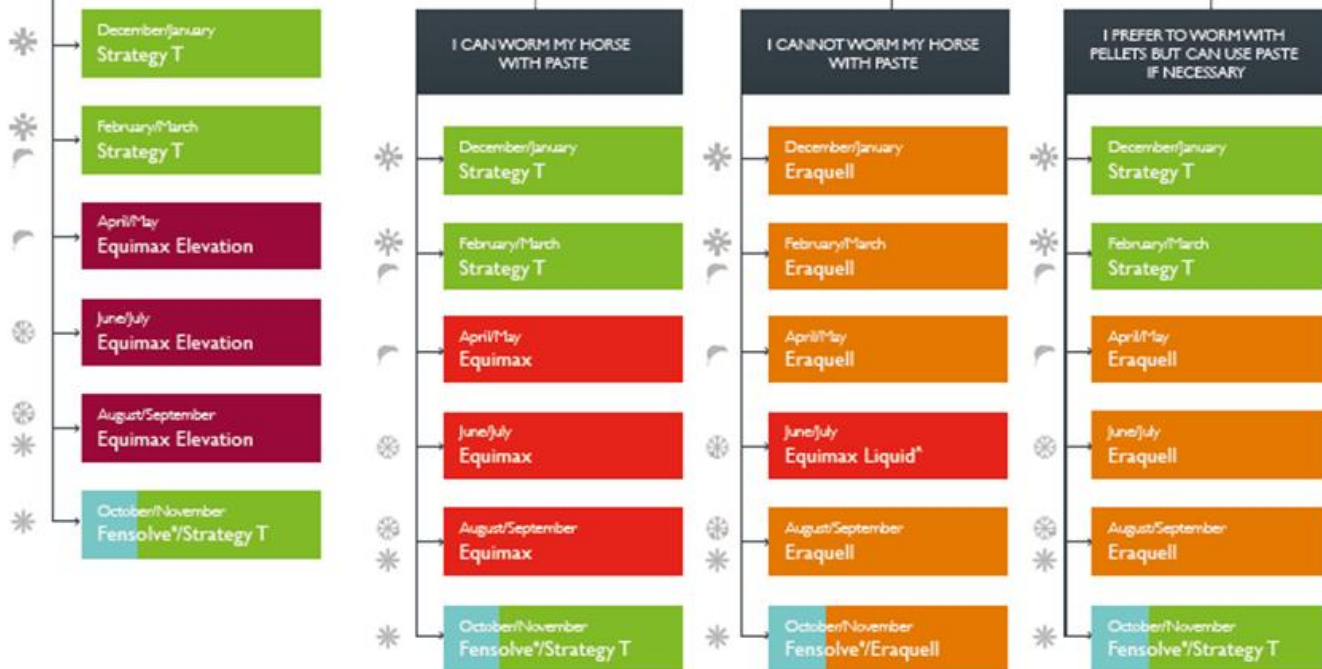 December/January
Strategy T
February/March
Strategy T
April/May
Equimax Elevation
June/July
Equimax Elevation
August/September
Equimax Elevation
October/November
Fensolve*/Strategy T
I CAN WORM MY HORSE
WITH PASTE
December/January
Strategy T
February/March
Strategy T
April/May
Equimax
June/July
Equimax
August/September
Equimax
October/November
Fensolve*/Strategy T
I CANNOT WORM MY HORSE
WITH PASTE
December/January
Eraquell
February/March
Eraquell
April/May
Eraquell
June/July
Equimax Liquid^
August/September
Eraquell
October/November
Fensolve*/Eraquell
I PREFER TO WORM WITH
PELLETS BUT CAN USE PASTE
IF NECESSARY
December/January
Strategy T
February/March
Strategy T
April/May
Eraquell
June/July
Eraquell
August/September
Eraquell
October/November
Fensolve*/Strategy T